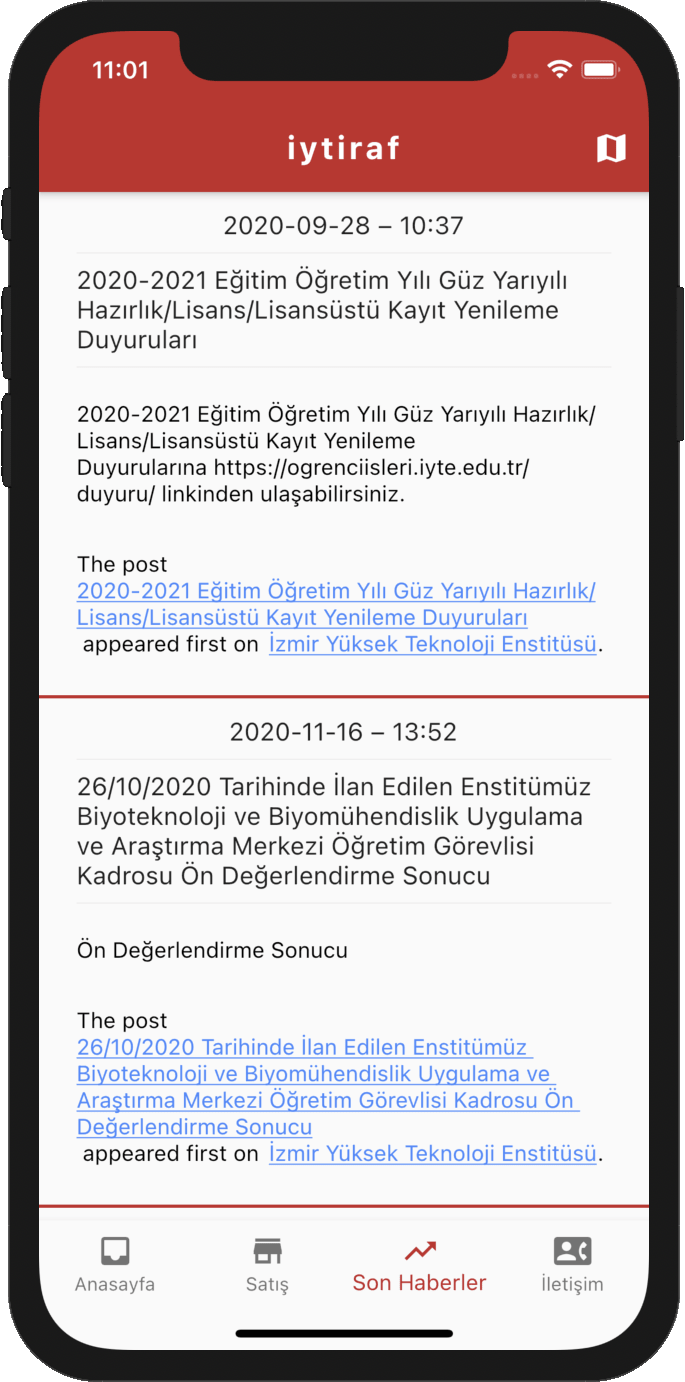 11:01
iytiraf
2020-09-28 – 10:37
2020-2021 Eğitim Öğretim Yılı Güz Yarıyılı
Hazırlık/Lisans/Lisansüstü Kayıt Yenileme
Duyuruları
2020-2021 Eğitim Öğretim Yılı Güz Yarıyılı Hazırlık/
Lisans/Lisansüstü Kayıt Yenileme
Duyurularına https://ogrenciisleri.iyte.edu.tr/
duyuru/ linkinden ulaşabilirsiniz.
The post
2020-2021 Eğitim Öğretim Yılı Güz Yarıyılı Hazırlık/
Lisans/Lisansüstü Kayıt Yenileme Duyuruları
appeared first on İzmir Yüksek Teknoloji Enstitüsü.
2020-11-16 – 13:52
26/10/2020 Tarihinde İlan Edilen Enstitümüz
Biyoteknoloji ve Biyomühendislik Uygulama
ve Araştırma Merkezi Öğretim Görevlisi
Kadrosu Ön Değerlendirme Sonucu
Ön Değerlendirme Sonucu
The post
26/10/2020 Tarihinde İlan Edilen Enstitümüz
Biyoteknoloji ve Biyomühendislik Uygulama ve
Araştırma Merkezi Öğretim Görevlisi Kadrosu Ön
Değerlendirme Sonucu
appeared first on İzmir Yüksek Teknoloji Enstitüsü.
Anasayfa
Satış
Son Haberler
İletişim